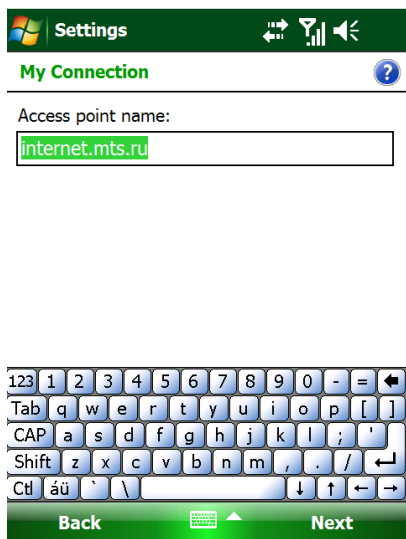 Settings
My Connection
?
Access point name:
internet.mts.ru
123 1 2 3 4 5 6 7 8 9 0 - =
Tab q w e r t y u i o p [ ]
CAP a s d f g h j k l ; '
Shift z x c v b n m , . /
Ctl áü ` \
Back Next